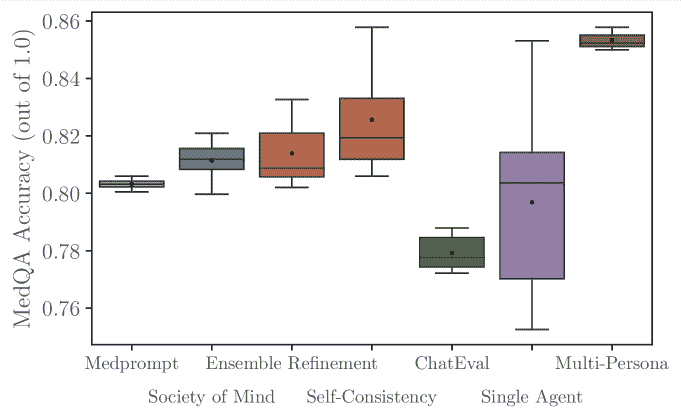 MedQA Accuracy (out of 1.0)
0.86
0.84
0.82
0.80
0.78
0.76
Medprompt
Ensemble Refinement
ChatEval
Multi-Persona
Society of Mind
Self-Consistency
Single Agent